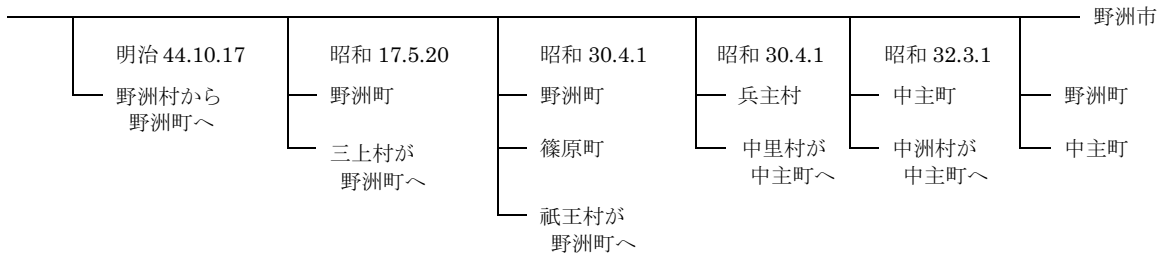 野洲市
明治 44.10.17
野洲村から
野洲町へ
昭和 17.5.20
野洲町
三上村が
野洲町へ
昭和 30.4.1
野洲町
篠原町
祇王村が
野洲町へ
昭和 30.4.1
兵主村
中里村が
中主町へ
昭和 32.3.1
中主町
中洲村が
中主町へ
野洲町
中主町